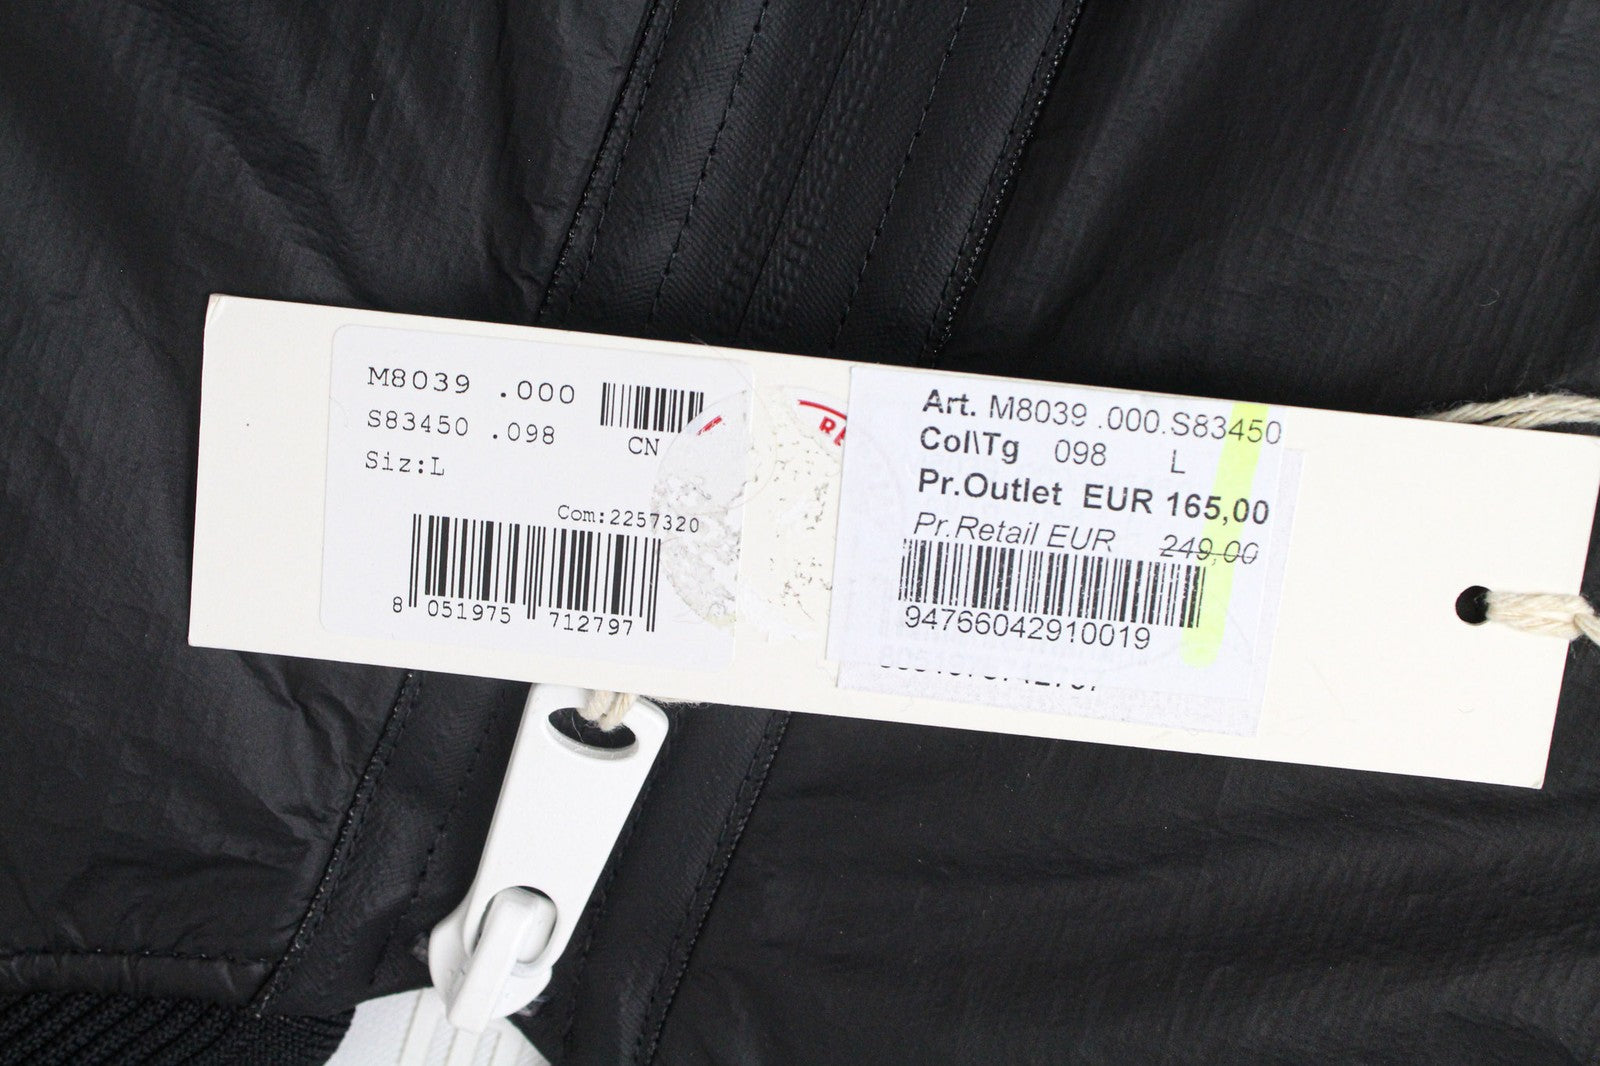 M8039 .000
S83450 .098
CN
Siz:L
Com:2257320
8 051975 712797
Art. M8039 .000.S83450
Col\Tg 098 L
Pr.Outlet EUR 165,00
Pr.Retail EUR 249,00
94766042910019